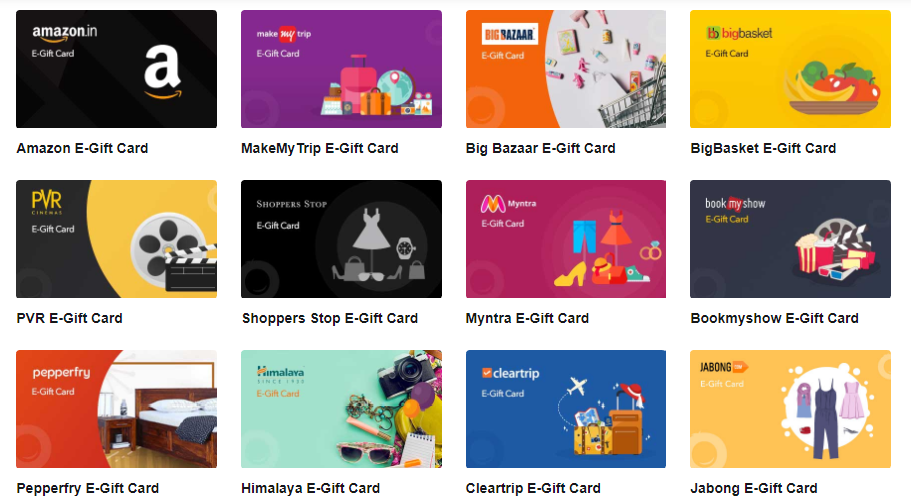 amazon.in
E-Gift Card
a
make my trip
E-Gift Card
BIG BAZAAR
E-Gift Card
bb bigbasket
E-Gift Card
Amazon E-Gift Card
MakeMyTrip E-Gift Card
Big Bazaar E-Gift Card
BigBasket E-Gift Card
PVR
CINEMAS
E-Gift Card
SHOPPERS STOP
E-Gift Card
Myntra
E-Gift Card
book my show
E-Gift Card
PVR E-Gift Card
Shoppers Stop E-Gift Card
Myntra E-Gift Card
Bookmyshow E-Gift Card
pepperfry
E-Gift Card
Himalaya
SINCE 1930
E-Gift Card
cleartrip
E-Gift Card
JABONG.COM
E-Gift Card
Pepperfry E-Gift Card
Himalaya E-Gift Card
Cleartrip E-Gift Card
Jabong E-Gift Card